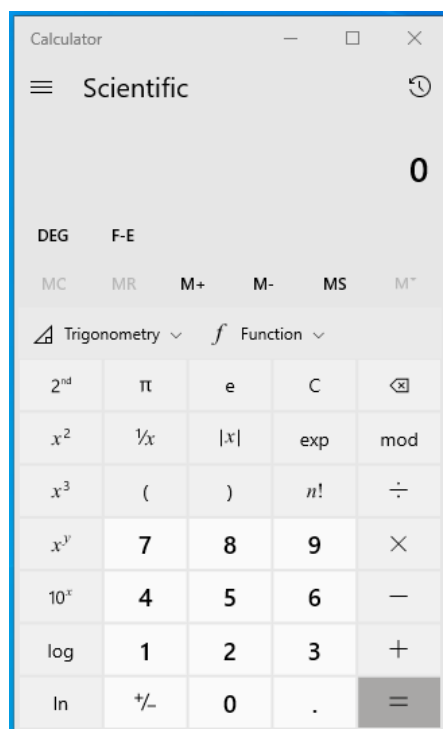 Calculator
Scientific
0
DEG F-E
MC MR M+ M- MS M˅
Trigonometry f Function
2ⁿᵈ π e C
x² ¹/x |x| exp mod
x³ ( ) n! ÷
xʸ 7 8 9 ×
10ˣ 4 5 6 −
log 1 2 3 +
ln +/− 0 . =